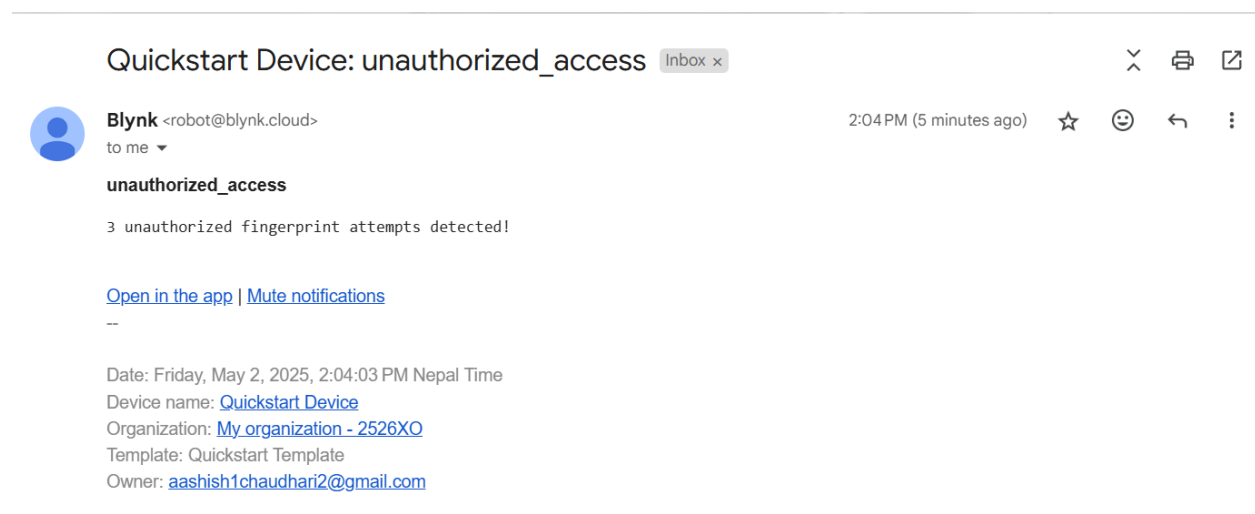 Quickstart Device: unauthorized_access Inbox ×
Blynk <robot@blynk.cloud> 2:04 PM (5 minutes ago)
to me
unauthorized_access
3 unauthorized fingerprint attempts detected!
Open in the app | Mute notifications
--
Date: Friday, May 2, 2025, 2:04:03 PM Nepal Time
Device name: Quickstart Device
Organization: My organization - 2526XO
Template: Quickstart Template
Owner: aashish1chaudhari2@gmail.com